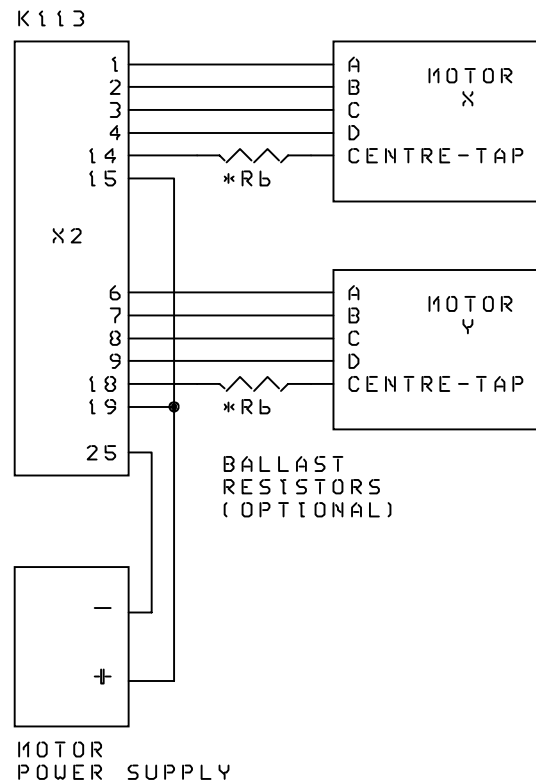 K113
1 A MOTOR
2 B X
3 C
4 D
14 CENTRE-TAP
15 *Rb
X2
6 A MOTOR
7 B Y
8 C
9 D
18 CENTRE-TAP
19 *Rb
25 BALLAST
RESISTORS
(OPTIONAL)
−
+
MOTOR
POWER SUPPLY